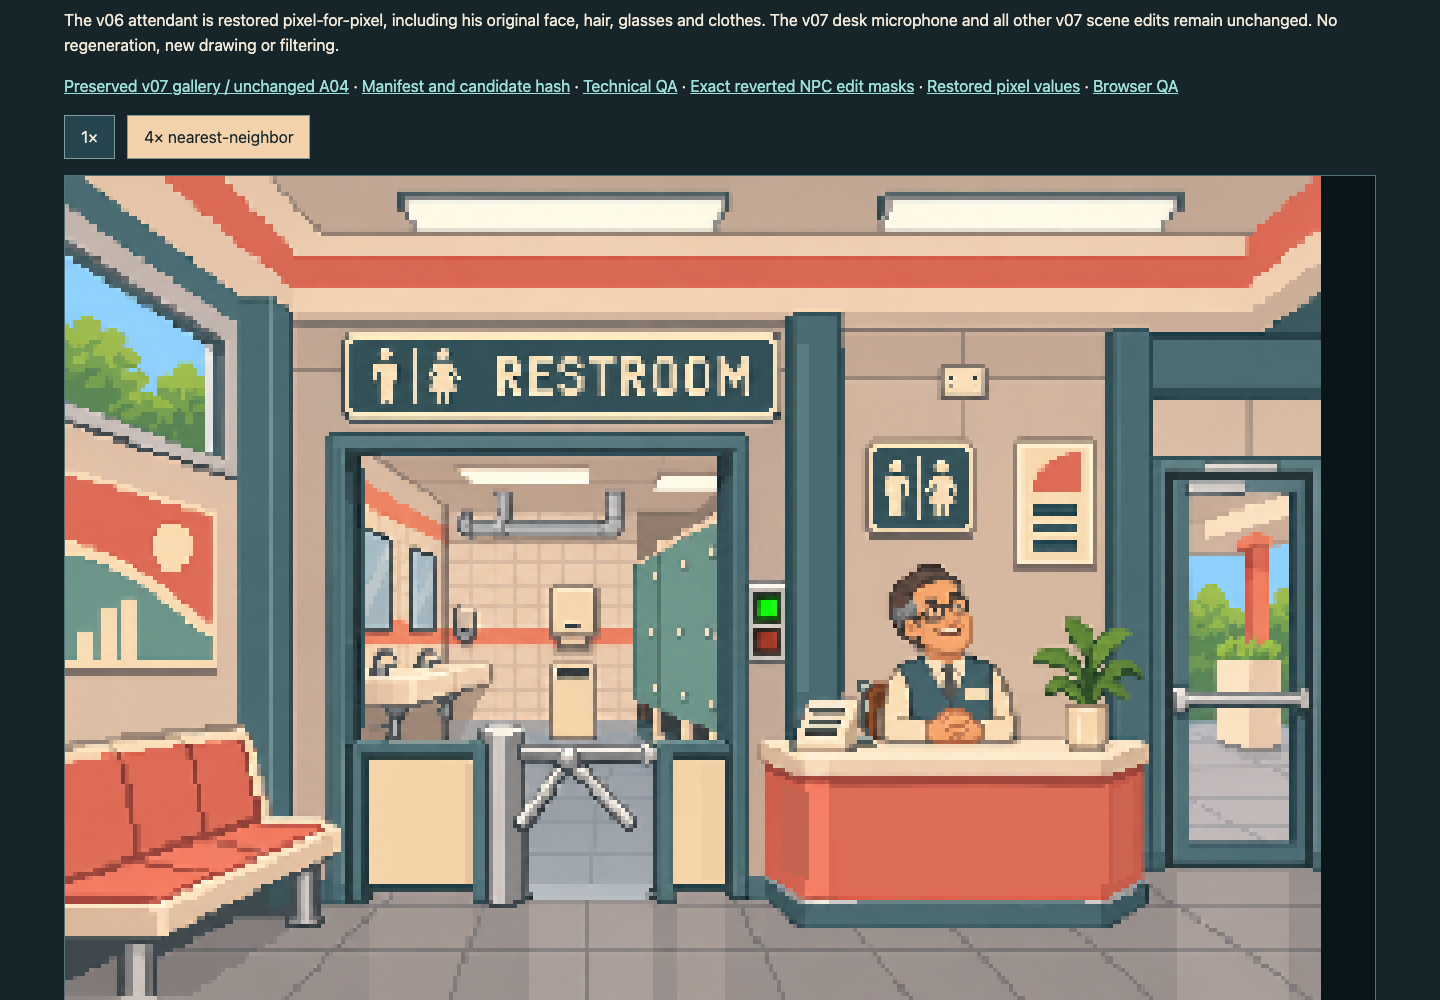 The v06 attendant is restored pixel-for-pixel, including his original face, hair, glasses and clothes. The v07 desk microphone and all other v07 scene edits remain unchanged. No
regeneration, new drawing or filtering.
Preserved v07 gallery / unchanged A04 · Manifest and candidate hash · Technical QA · Exact reverted NPC edit masks · Restored pixel values · Browser QA
1×
4× nearest-neighbor
RESTROOM